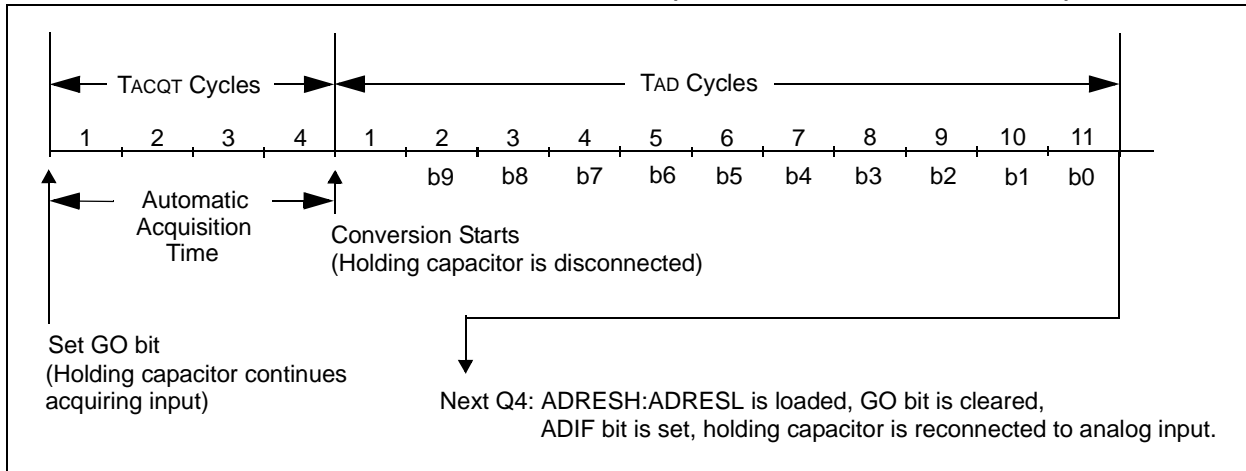 TACQT Cycles TAD Cycles
1 2 3 4 1 2 3 4 5 6 7 8 9 10 11
b9 b8 b7 b6 b5 b4 b3 b2 b1 b0
Automatic
Acquisition
Time
Conversion Starts
(Holding capacitor is disconnected)
Set GO bit
(Holding capacitor continues
acquiring input)
Next Q4: ADRESH:ADRESL is loaded, GO bit is cleared,
ADIF bit is set, holding capacitor is reconnected to analog input.